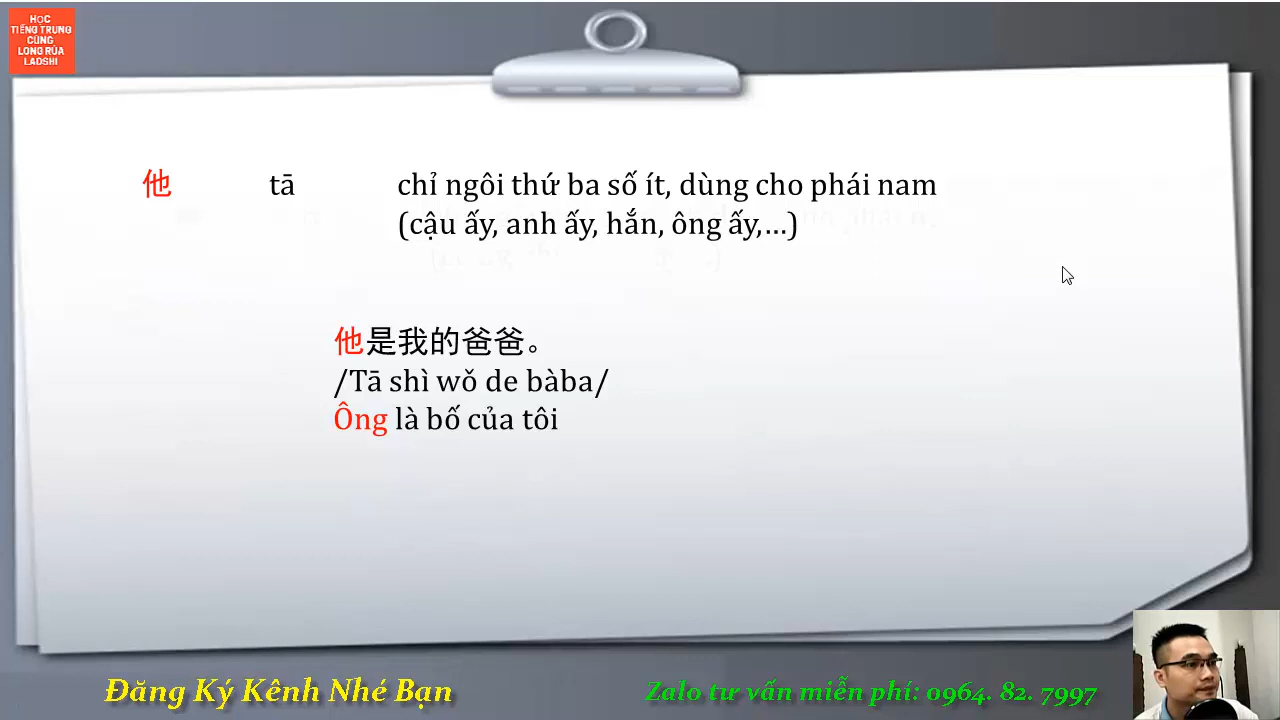 HỌC
TIẾNG TRUNG
CÙNG
LONG RÙA
LADSHI
他 tā chỉ ngôi thứ ba số ít, dùng cho phái nam
(cậu ấy, anh ấy, hắn, ông ấy,...)
他是我的爸爸。
/Tā shì wǒ de bàba/
Ông là bố của tôi
Đăng Ký Kênh Nhé Bạn
Zalo tư vấn miễn phí: 0964. 82. 7997